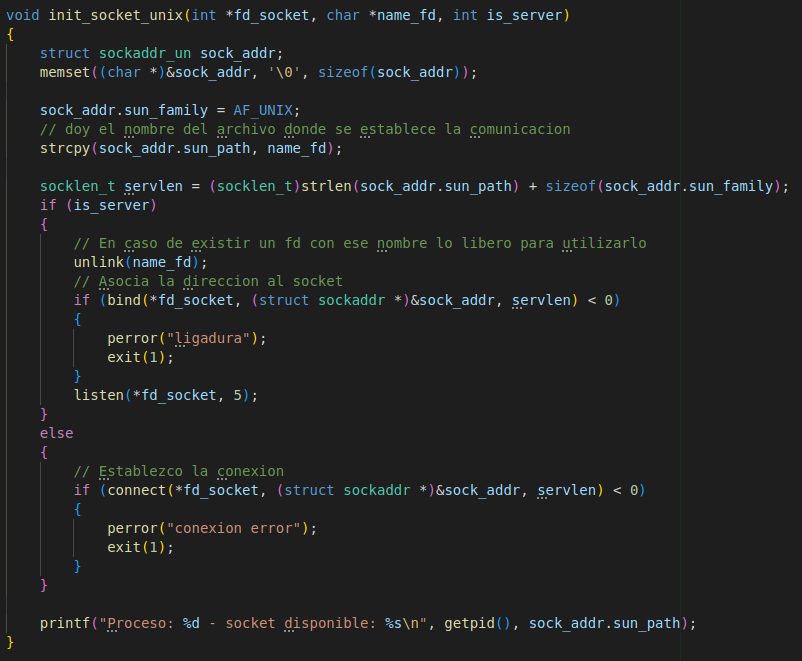 void init_socket_unix(int *fd_socket, char *name_fd, int is_server)
{
    struct sockaddr_un sock_addr;
    memset((char *)&sock_addr, '\0', sizeof(sock_addr));

    sock_addr.sun_family = AF_UNIX;
    // doy el nombre del archivo donde se establece la comunicacion
    strcpy(sock_addr.sun_path, name_fd);

    socklen_t servlen = (socklen_t)strlen(sock_addr.sun_path) + sizeof(sock_addr.sun_family);
    if (is_server)
    {
        // En caso de existir un fd con ese nombre lo libero para utilizarlo
        unlink(name_fd);
        // Asocia la direccion al socket
        if (bind(*fd_socket, (struct sockaddr *)&sock_addr, servlen) < 0)
        {
            perror("ligadura");
            exit(1);
        }
        listen(*fd_socket, 5);
    }
    else
    {
        // Establezco la conexion
        if (connect(*fd_socket, (struct sockaddr *)&sock_addr, servlen) < 0)
        {
            perror("conexion error");
            exit(1);
        }
    }

    printf("Proceso: %d - socket disponible: %s\n", getpid(), sock_addr.sun_path);
}